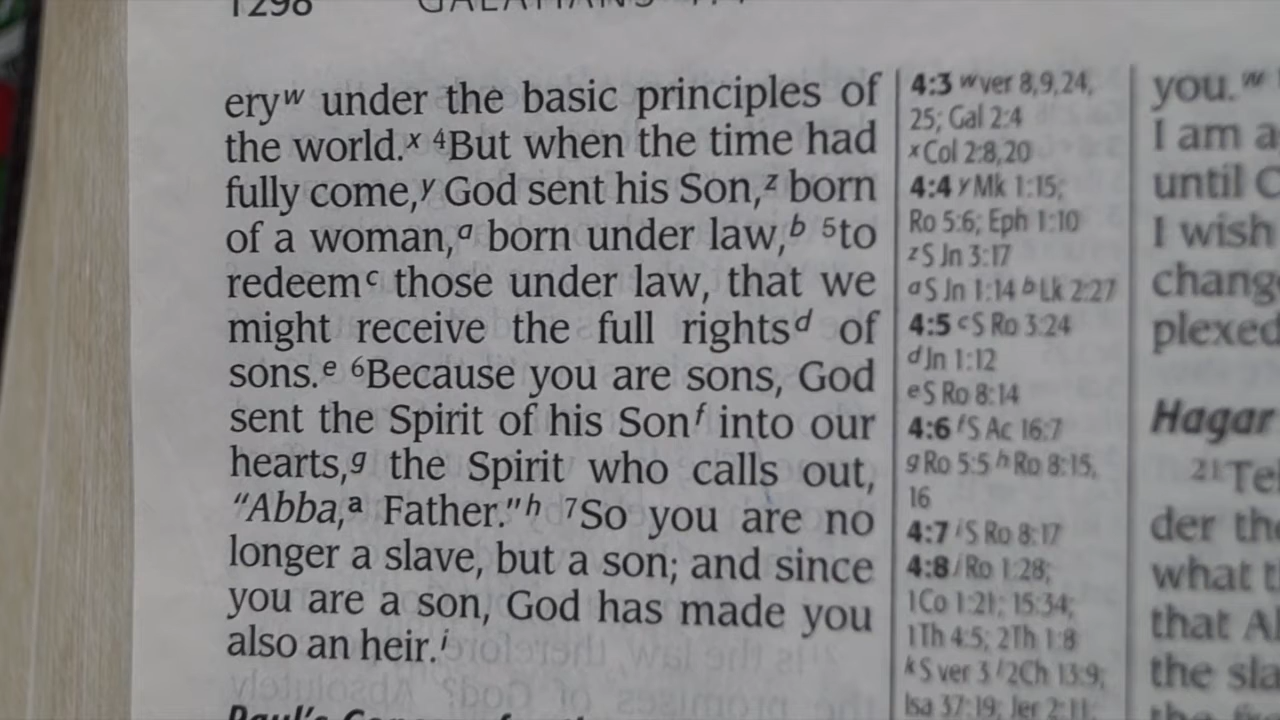 1298 GALATIANS
ery^w under the basic principles of
the world.^x ⁴But when the time had
fully come,^y God sent his Son,^z born
of a woman,^a born under law,^b ⁵to
redeem^c those under law, that we
might receive the full rights^d of
sons.^e ⁶Because you are sons, God
sent the Spirit of his Son^f into our
hearts,^g the Spirit who calls out,
"Abba,^a Father."^h ⁷So you are no
longer a slave, but a son; and since
you are a son, God has made you
also an heir.^i
4:3 ^w ver 8,9,24,
25; Gal 2:4
^x Col 2:8,20
4:4 ^y Mk 1:15;
Ro 5:6; Eph 1:10
^z S Jn 3:17
^a S Jn 1:14 ^b Lk 2:27
4:5 ^c S Ro 3:24
^d Jn 1:12
^e S Ro 8:14
4:6 ^f S Ac 16:7
^g Ro 5:5 ^h Ro 8:15,
16
4:7 ^i S Ro 8:17
4:8 ^j Ro 1:28;
1Co 1:21; 15:34;
1Th 4:5; 2Th 1:8
^k S ver 3 ^l 2Ch 13:9;
Isa 37:19; Jer 2:11;
you.^w
I am a
until
I wish
Hagar
²¹
what
that
the